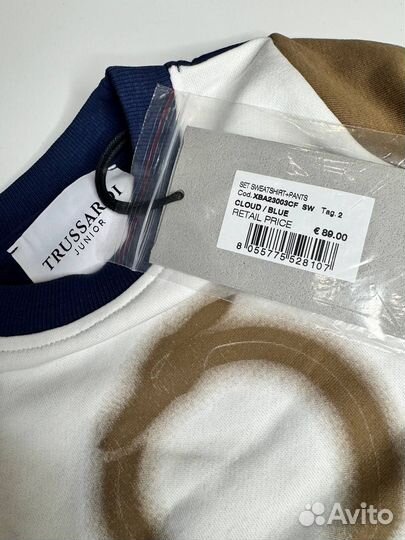 TRUSSARDI
JUNIOR
SET SWEATSHIRT+PANTS
Cod. XBA23003CF SW Tag. 2
CLOUD / BLUE
RETAIL PRICE
€ 89.00
8 055775 528107
Avito